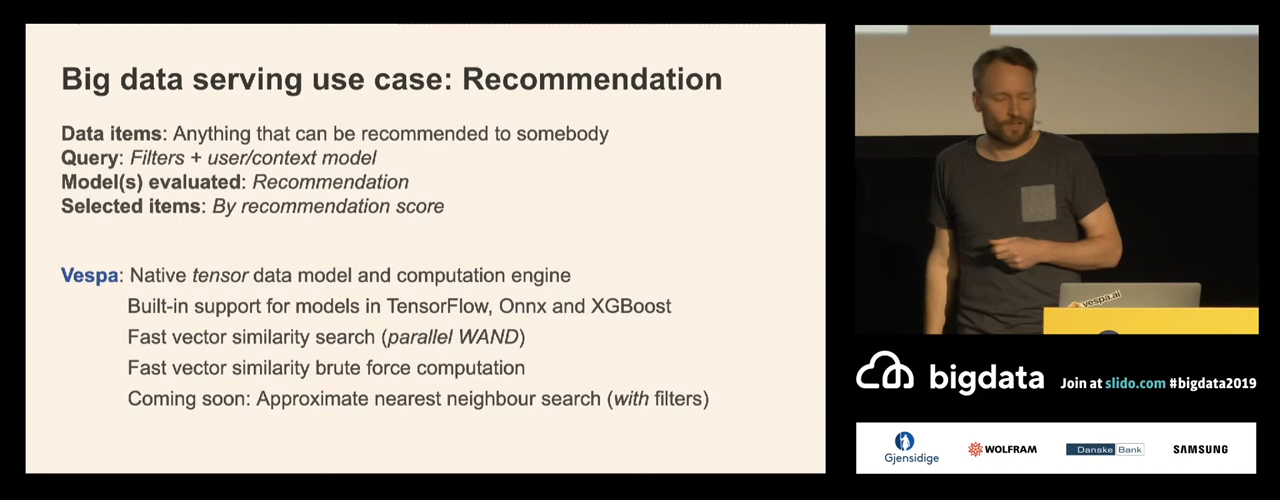 Big data serving use case: Recommendation
Data items: Anything that can be recommended to somebody
Query: Filters + user/context model
Model(s) evaluated: Recommendation
Selected items: By recommendation score
Vespa: Native tensor data model and computation engine
Built-in support for models in TensorFlow, Onnx and XGBoost
Fast vector similarity search (parallel WAND)
Fast vector similarity brute force computation
Coming soon: Approximate nearest neighbour search (with filters)
vespa.ai
bigdata
Join at slido.com #bigdata2019
Gjensidige
WOLFRAM
Danske Bank
SAMSUNG